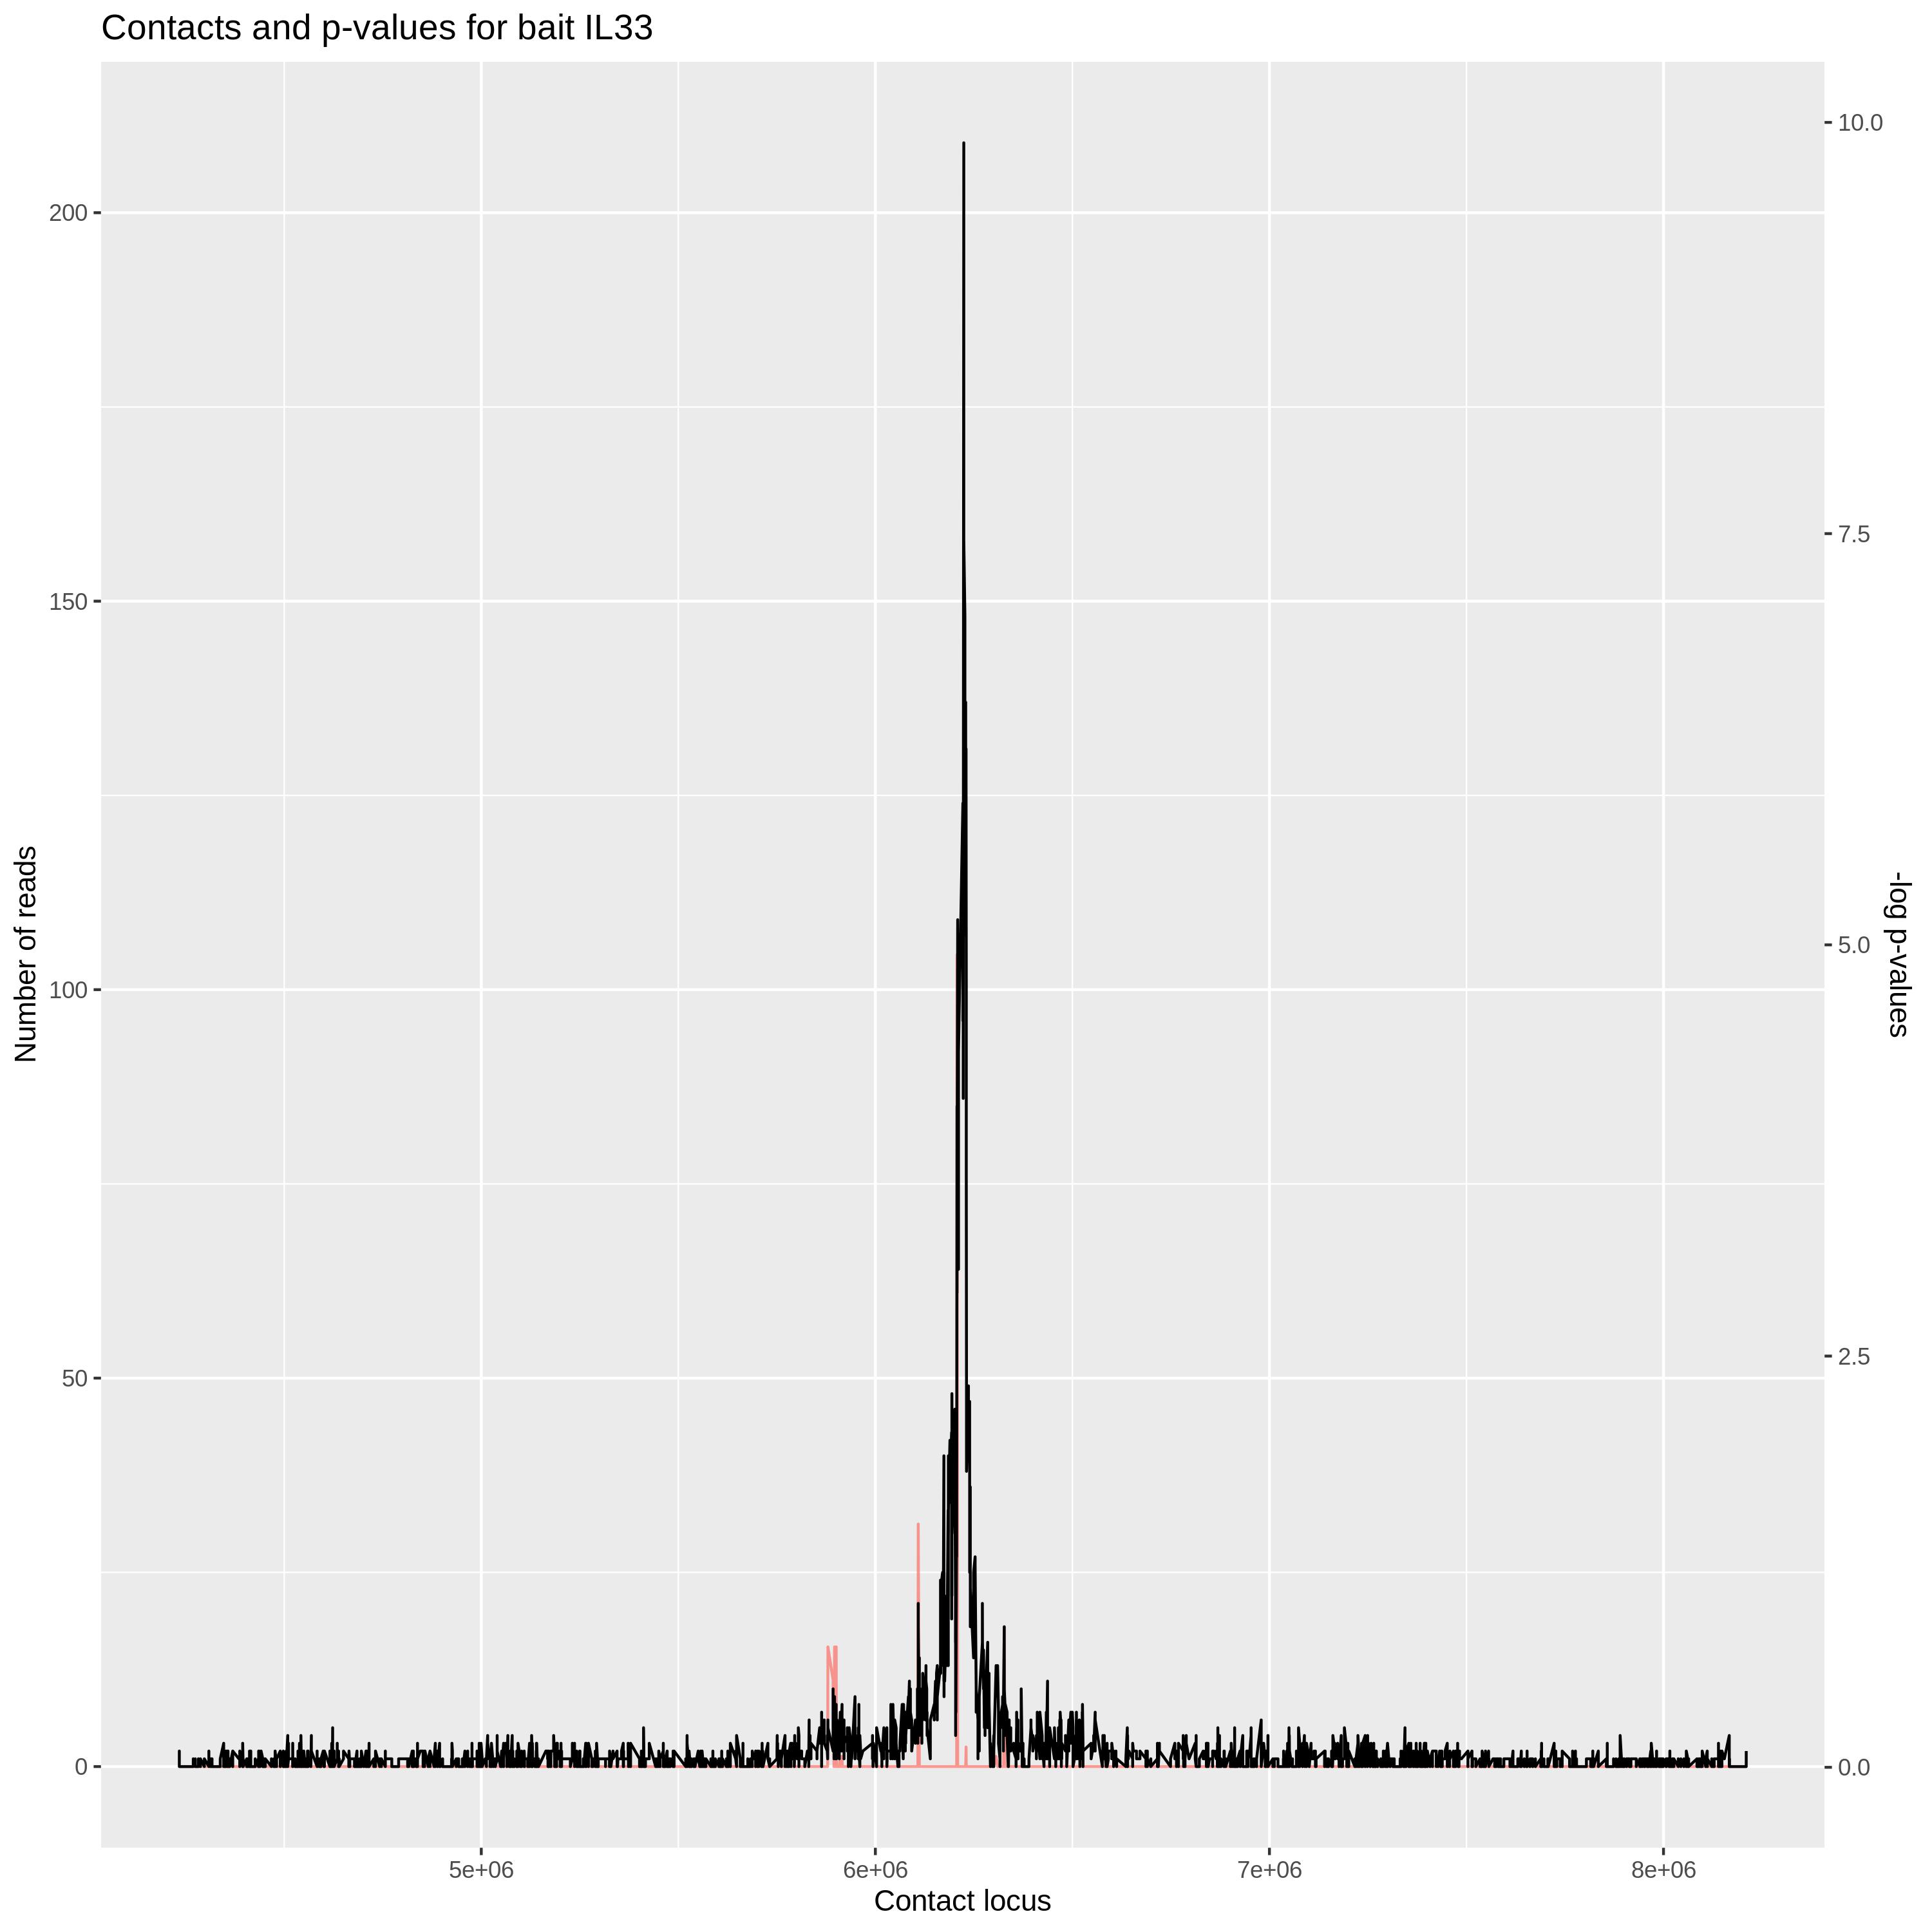 Contacts and p-values for bait IL33
200
150
100
50
0
Number of reads
10.0
7.5
5.0
2.5
0.0
-log p-values
5e+06
6e+06
7e+06
8e+06
Contact locus